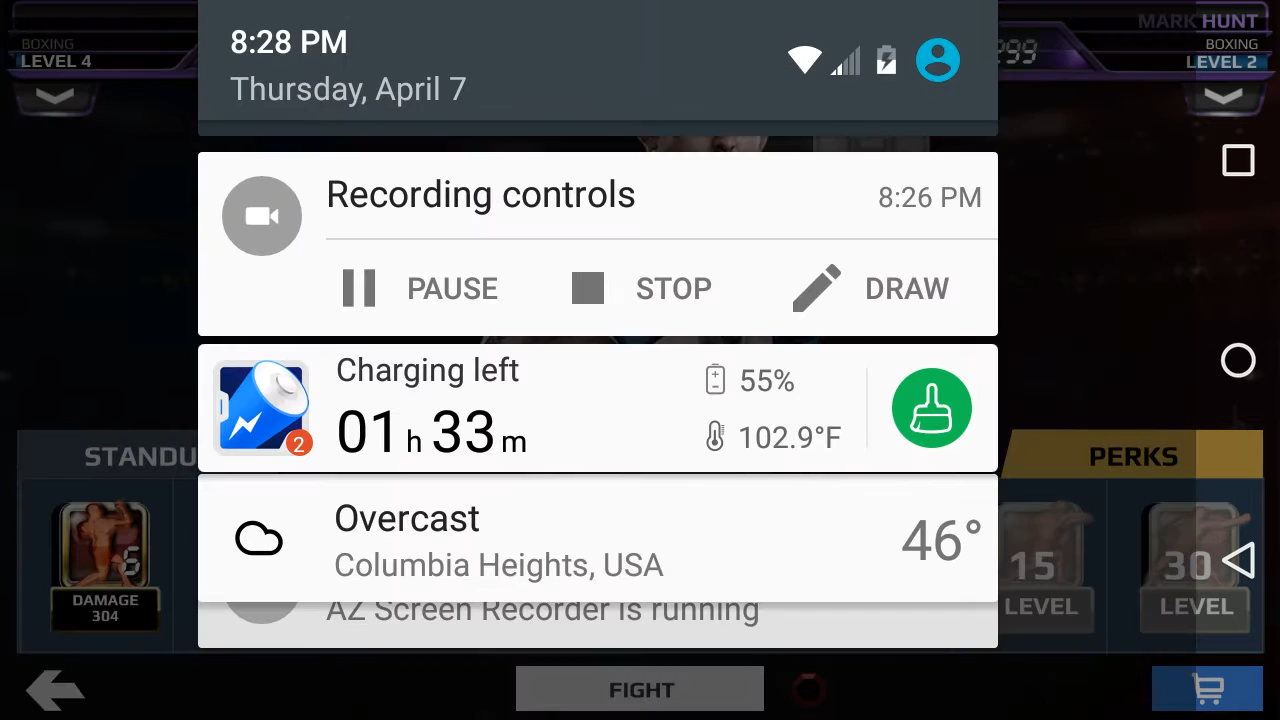 BOXING
LEVEL 4
8:28 PM
Thursday, April 7
299
MARK HUNT
BOXING
LEVEL 2
Recording controls
8:26 PM
PAUSE
STOP
DRAW
Charging left
01 h 33 m
55%
102.9°F
2
Overcast
Columbia Heights, USA
46°
AZ Screen Recorder is running
STANDU
PERKS
6
DAMAGE
304
15
LEVEL
30
LEVEL
FIGHT